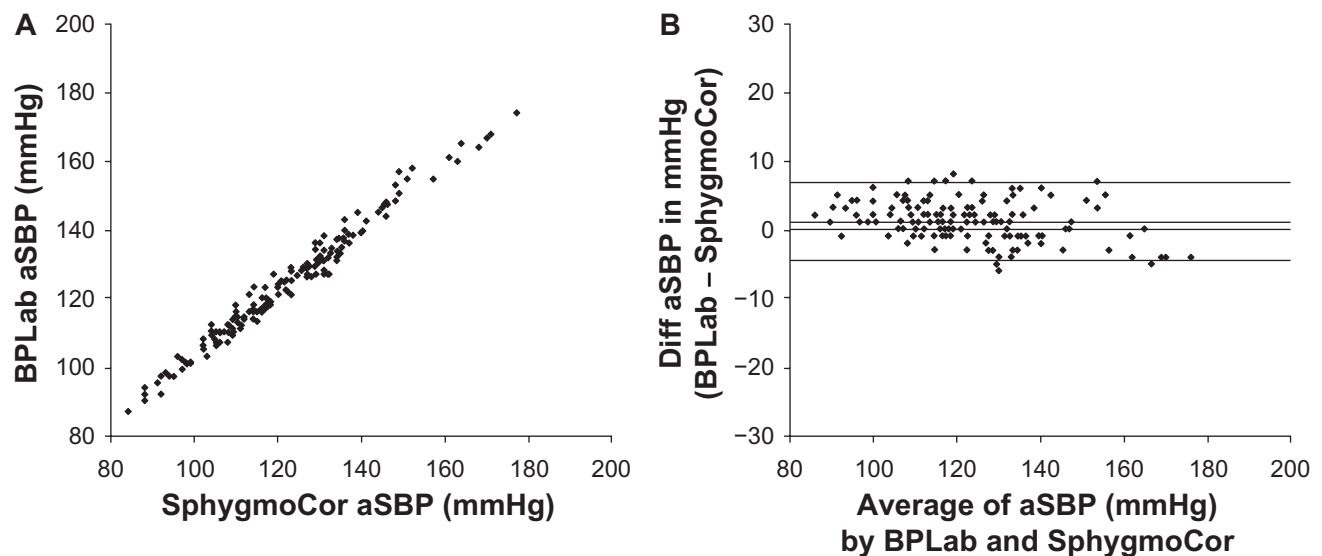 A
BPLab aSBP (mmHg)
200
180
160
140
120
100
80
80 100 120 140 160 180 200
SphygmoCor aSBP (mmHg)
B
Diff aSBP in mmHg
(BPLab – SphygmoCor)
30
20
10
0
−10
−20
−30
80 100 120 140 160 180 200
Average of aSBP (mmHg)
by BPLab and SphygmoCor